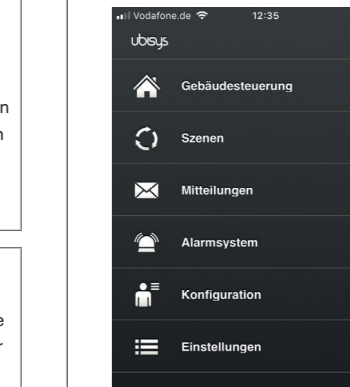 Vodafone.de 12:35
ubisys
Gebäudesteuerung
n
Szenen
n
Mitteilungen
Alarmsystem
Konfiguration
e
Einstellungen
r